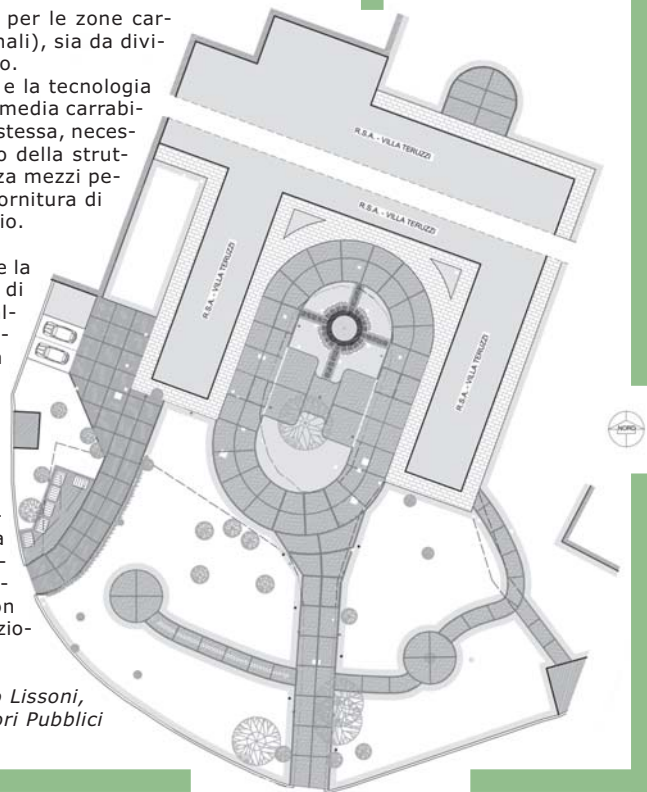 per le zone car-
nali), sia da divi-
o.
e la tecnologia
media carrabi-
stessa, neces-
o della strut-
za mezzi pe-
ornitura di
io.
e la
di
l-
-
a
-
a
-
-
on
zio-
o Lissoni,
ori Pubblici
R.S.A. - VILLA TERUZZI
R.S.A. - VILLA TERUZZI
R.S.A. - VILLA TERUZZI
R.S.A. - VILLA TERUZZI
NORD